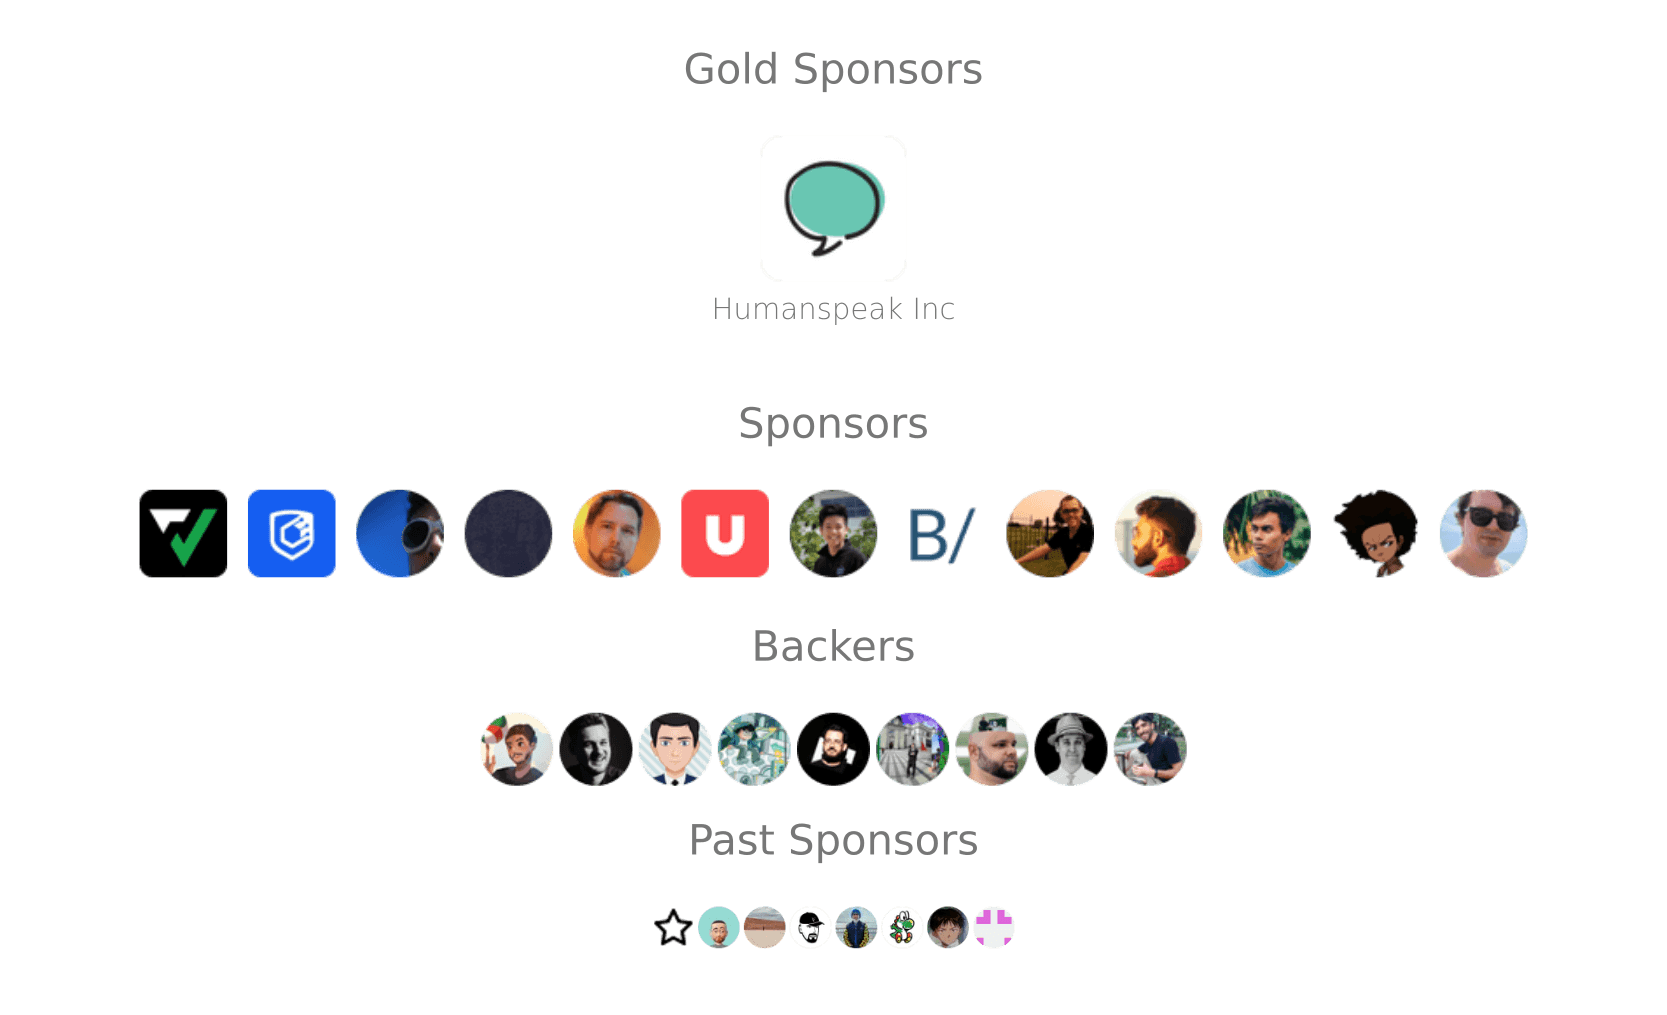 Gold Sponsors
Humanspeak Inc
Sponsors
U
B/
Backers
Past Sponsors